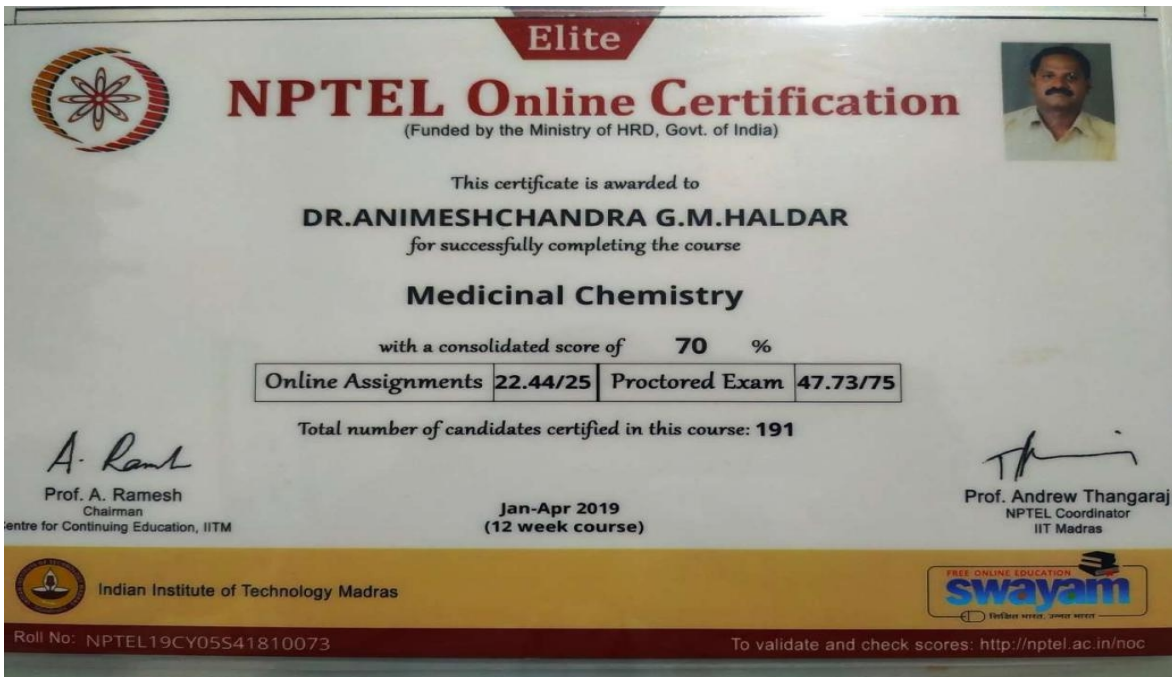 Elite
NPTEL Online Certification
(Funded by the Ministry of HRD, Govt. of India)
This certificate is awarded to
DR.ANIMESHCHANDRA G.M.HALDAR
for successfully completing the course
Medicinal Chemistry
with a consolidated score of 70 %
Online Assignments 22.44/25 Proctored Exam 47.73/75
Total number of candidates certified in this course: 191
A. Ramesh
Prof. A. Ramesh
Chairman
entre for Continuing Education, IITM
Jan-Apr 2019
(12 week course)
Prof. Andrew Thangaraj
NPTEL Coordinator
IIT Madras
Indian Institute of Technology Madras
FREE ONLINE EDUCATION
swayam
शिक्षित भारत, उन्नत भारत
Roll No: NPTEL19CY05S41810073
To validate and check scores: http://nptel.ac.in/noc